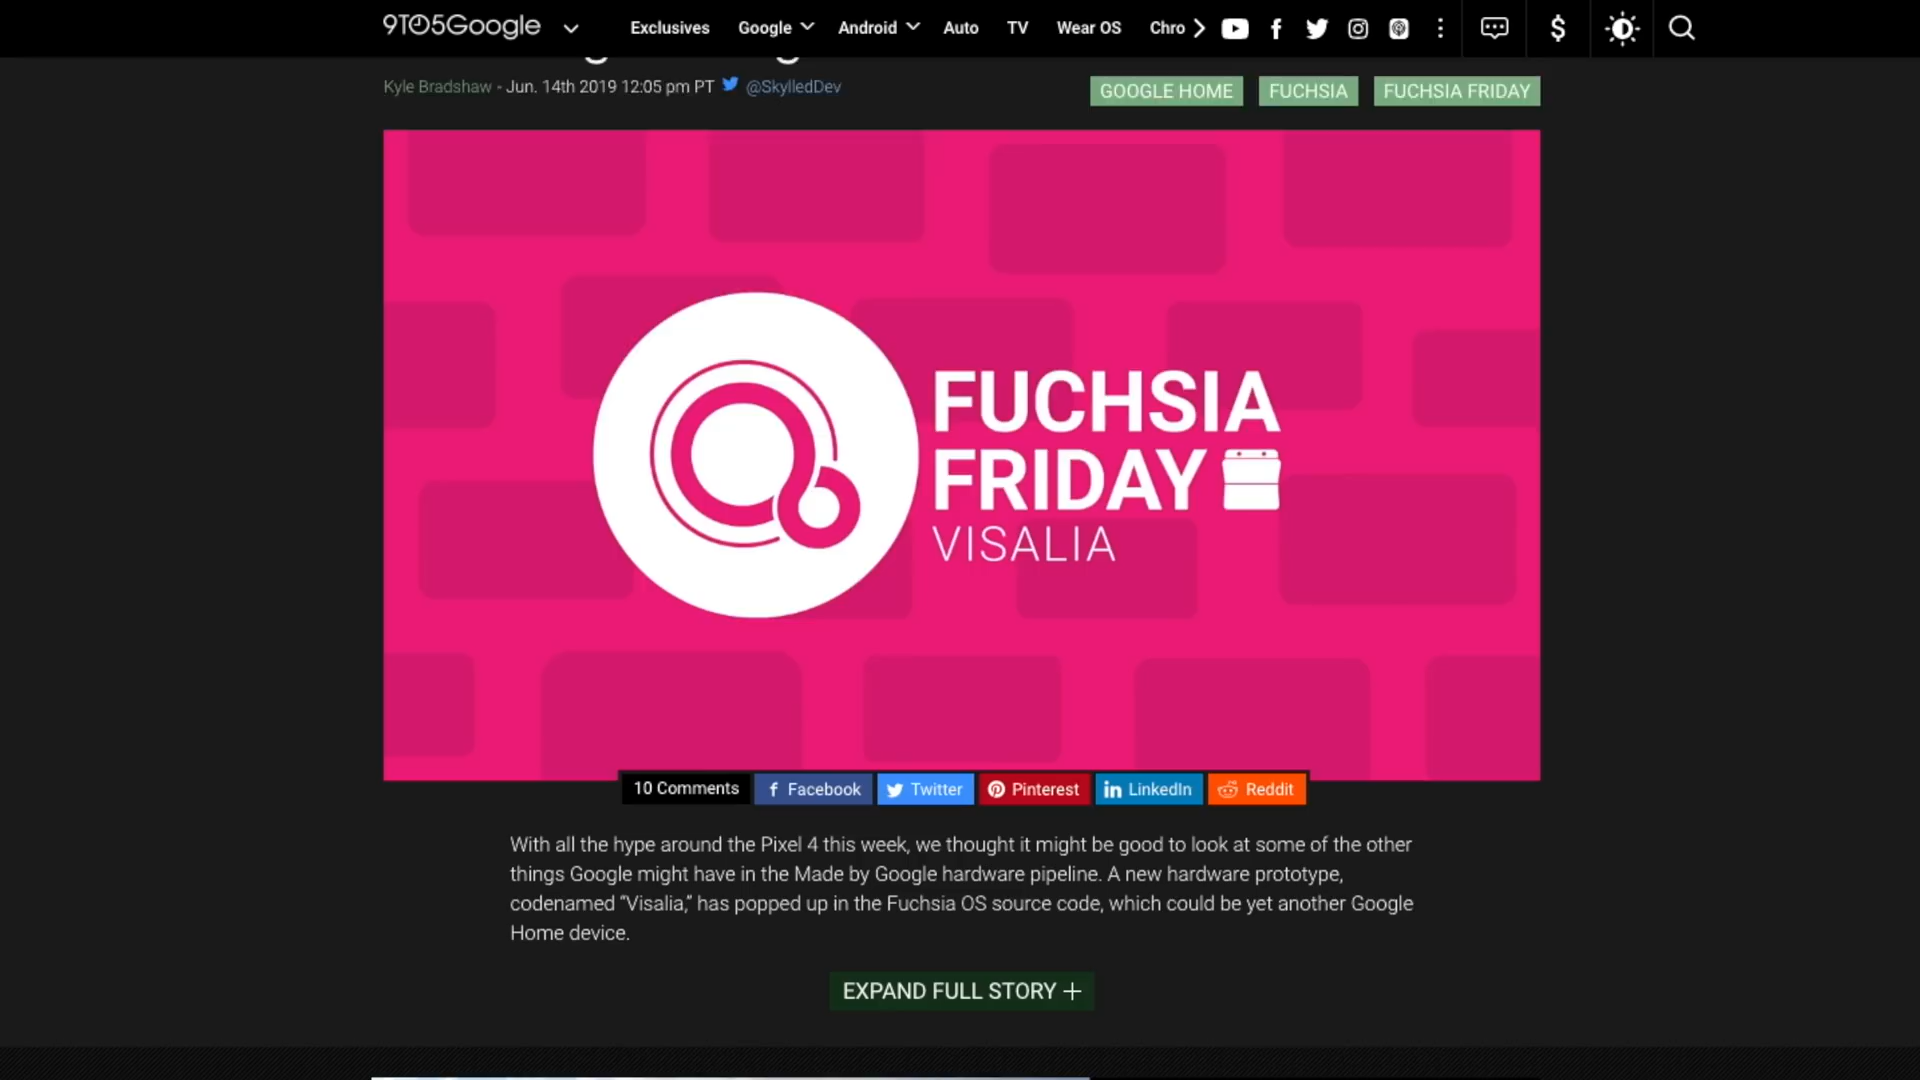 9TO5Google
Exclusives Google Android Auto TV Wear OS Chro
Kyle Bradshaw - Jun. 14th 2019 12:05 pm PT @SkylledDev
GOOGLE HOME FUCHSIA FUCHSIA FRIDAY
FUCHSIA
FRIDAY
VISALIA
10 Comments Facebook Twitter Pinterest LinkedIn Reddit
With all the hype around the Pixel 4 this week, we thought it might be good to look at some of the other
things Google might have in the Made by Google hardware pipeline. A new hardware prototype,
codenamed “Visalia,” has popped up in the Fuchsia OS source code, which could be yet another Google
Home device.
EXPAND FULL STORY +